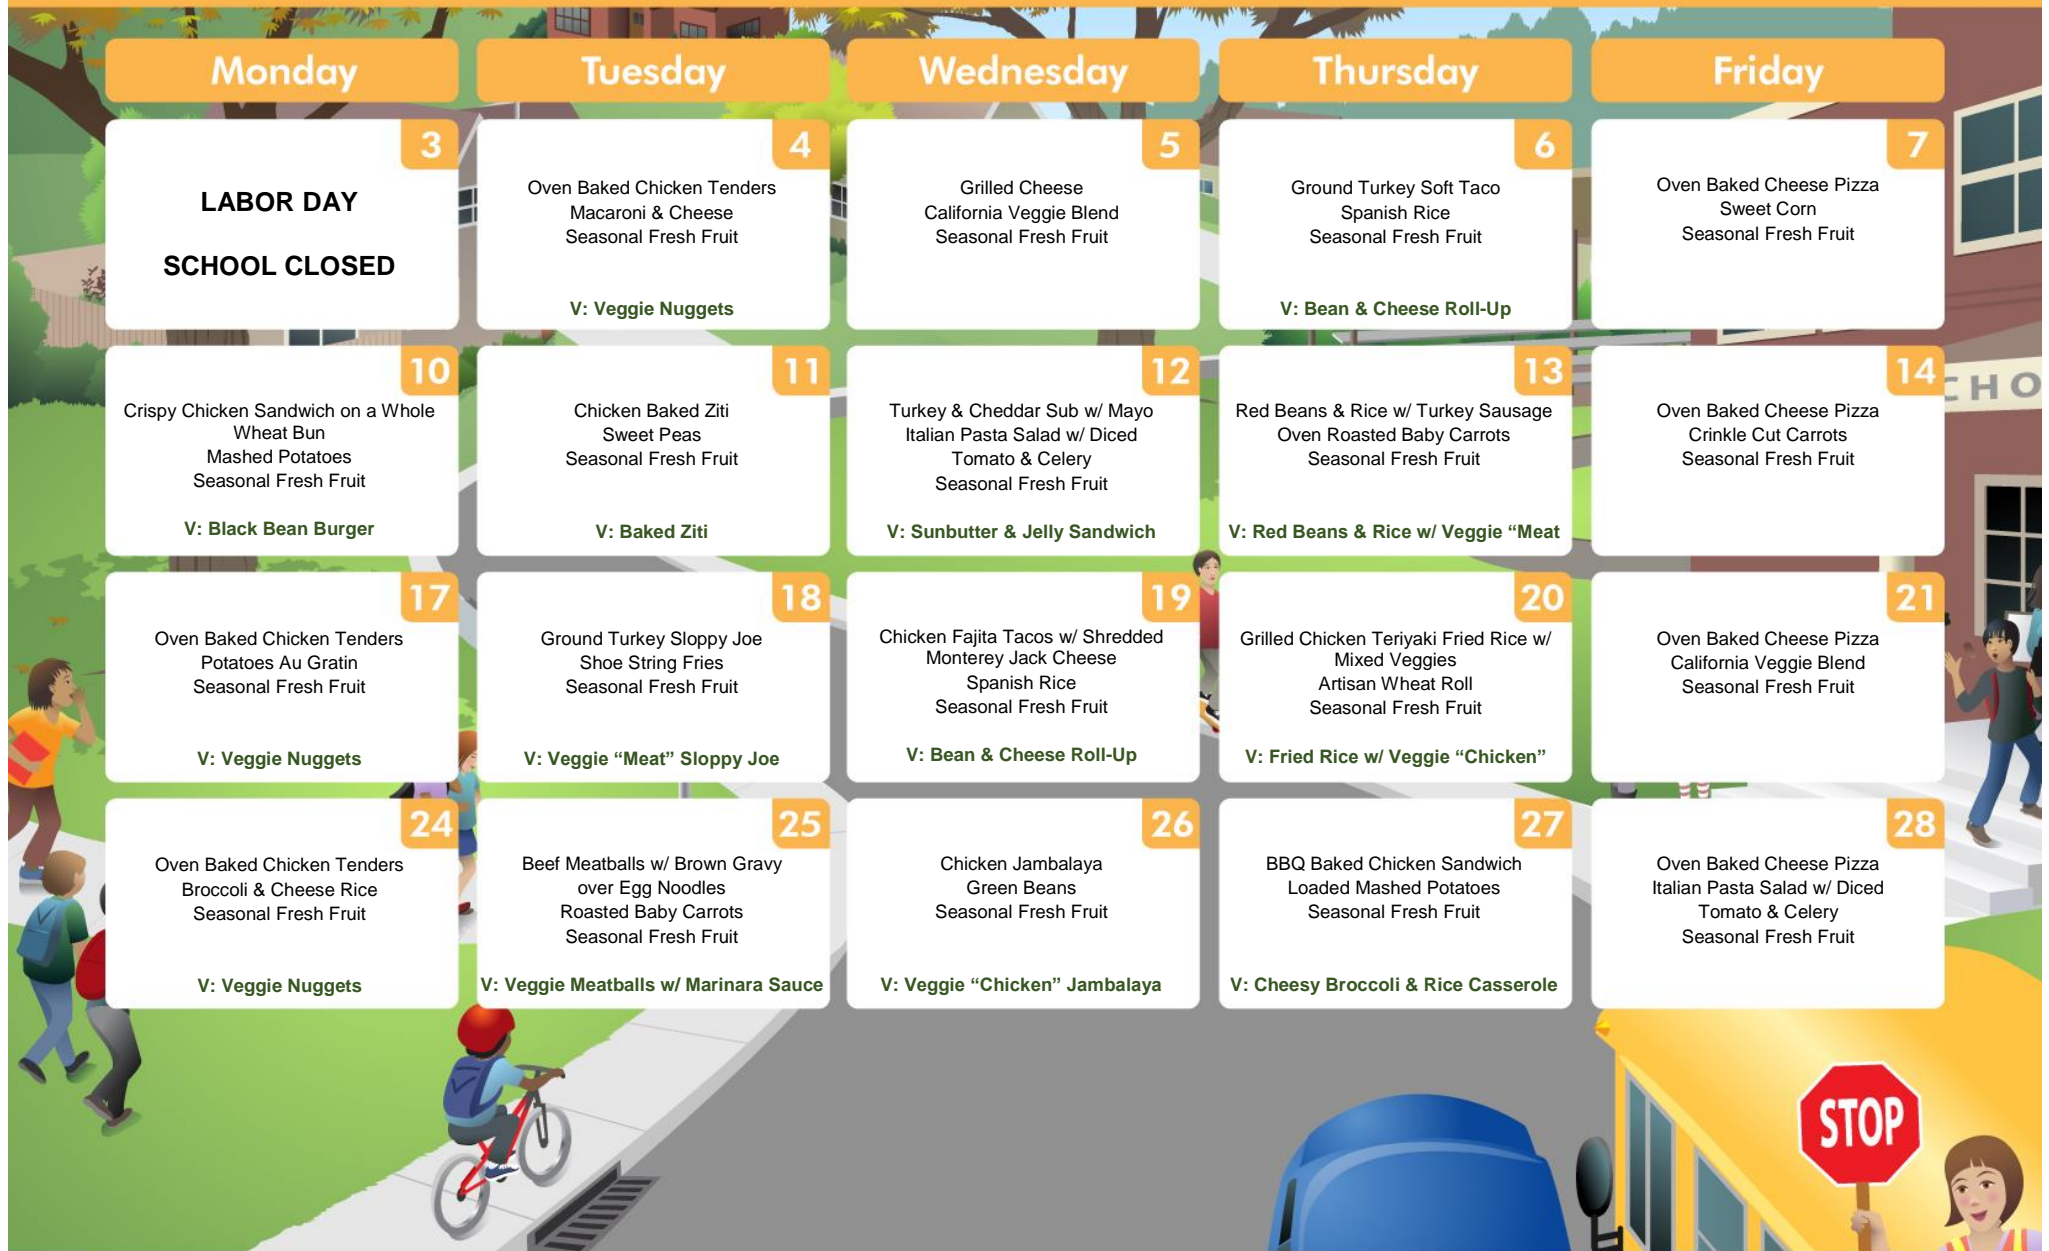 Monday
Tuesday
Wednesday
Thursday
Friday
3
LABOR DAY
SCHOOL CLOSED
4
Oven Baked Chicken Tenders
Macaroni & Cheese
Seasonal Fresh Fruit
V: Veggie Nuggets
5
Grilled Cheese
California Veggie Blend
Seasonal Fresh Fruit
6
Ground Turkey Soft Taco
Spanish Rice
Seasonal Fresh Fruit
V: Bean & Cheese Roll-Up
7
Oven Baked Cheese Pizza
Sweet Corn
Seasonal Fresh Fruit
10
Crispy Chicken Sandwich on a Whole
Wheat Bun
Mashed Potatoes
Seasonal Fresh Fruit
V: Black Bean Burger
11
Chicken Baked Ziti
Sweet Peas
Seasonal Fresh Fruit
V: Baked Ziti
12
Turkey & Cheddar Sub w/ Mayo
Italian Pasta Salad w/ Diced
Tomato & Celery
Seasonal Fresh Fruit
V: Sunbutter & Jelly Sandwich
13
Red Beans & Rice w/ Turkey Sausage
Oven Roasted Baby Carrots
Seasonal Fresh Fruit
V: Red Beans & Rice w/ Veggie “Meat
14
Oven Baked Cheese Pizza
Crinkle Cut Carrots
Seasonal Fresh Fruit
CHO
17
Oven Baked Chicken Tenders
Potatoes Au Gratin
Seasonal Fresh Fruit
V: Veggie Nuggets
18
Ground Turkey Sloppy Joe
Shoe String Fries
Seasonal Fresh Fruit
V: Veggie “Meat” Sloppy Joe
19
Chicken Fajita Tacos w/ Shredded
Monterey Jack Cheese
Spanish Rice
Seasonal Fresh Fruit
V: Bean & Cheese Roll-Up
20
Grilled Chicken Teriyaki Fried Rice w/
Mixed Veggies
Artisan Wheat Roll
Seasonal Fresh Fruit
V: Fried Rice w/ Veggie “Chicken”
21
Oven Baked Cheese Pizza
California Veggie Blend
Seasonal Fresh Fruit
24
Oven Baked Chicken Tenders
Broccoli & Cheese Rice
Seasonal Fresh Fruit
V: Veggie Nuggets
25
Beef Meatballs w/ Brown Gravy
over Egg Noodles
Roasted Baby Carrots
Seasonal Fresh Fruit
V: Veggie Meatballs w/ Marinara Sauce
26
Chicken Jambalaya
Green Beans
Seasonal Fresh Fruit
V: Veggie “Chicken” Jambalaya
27
BBQ Baked Chicken Sandwich
Loaded Mashed Potatoes
Seasonal Fresh Fruit
V: Cheesy Broccoli & Rice Casserole
28
Oven Baked Cheese Pizza
Italian Pasta Salad w/ Diced
Tomato & Celery
Seasonal Fresh Fruit
STOP